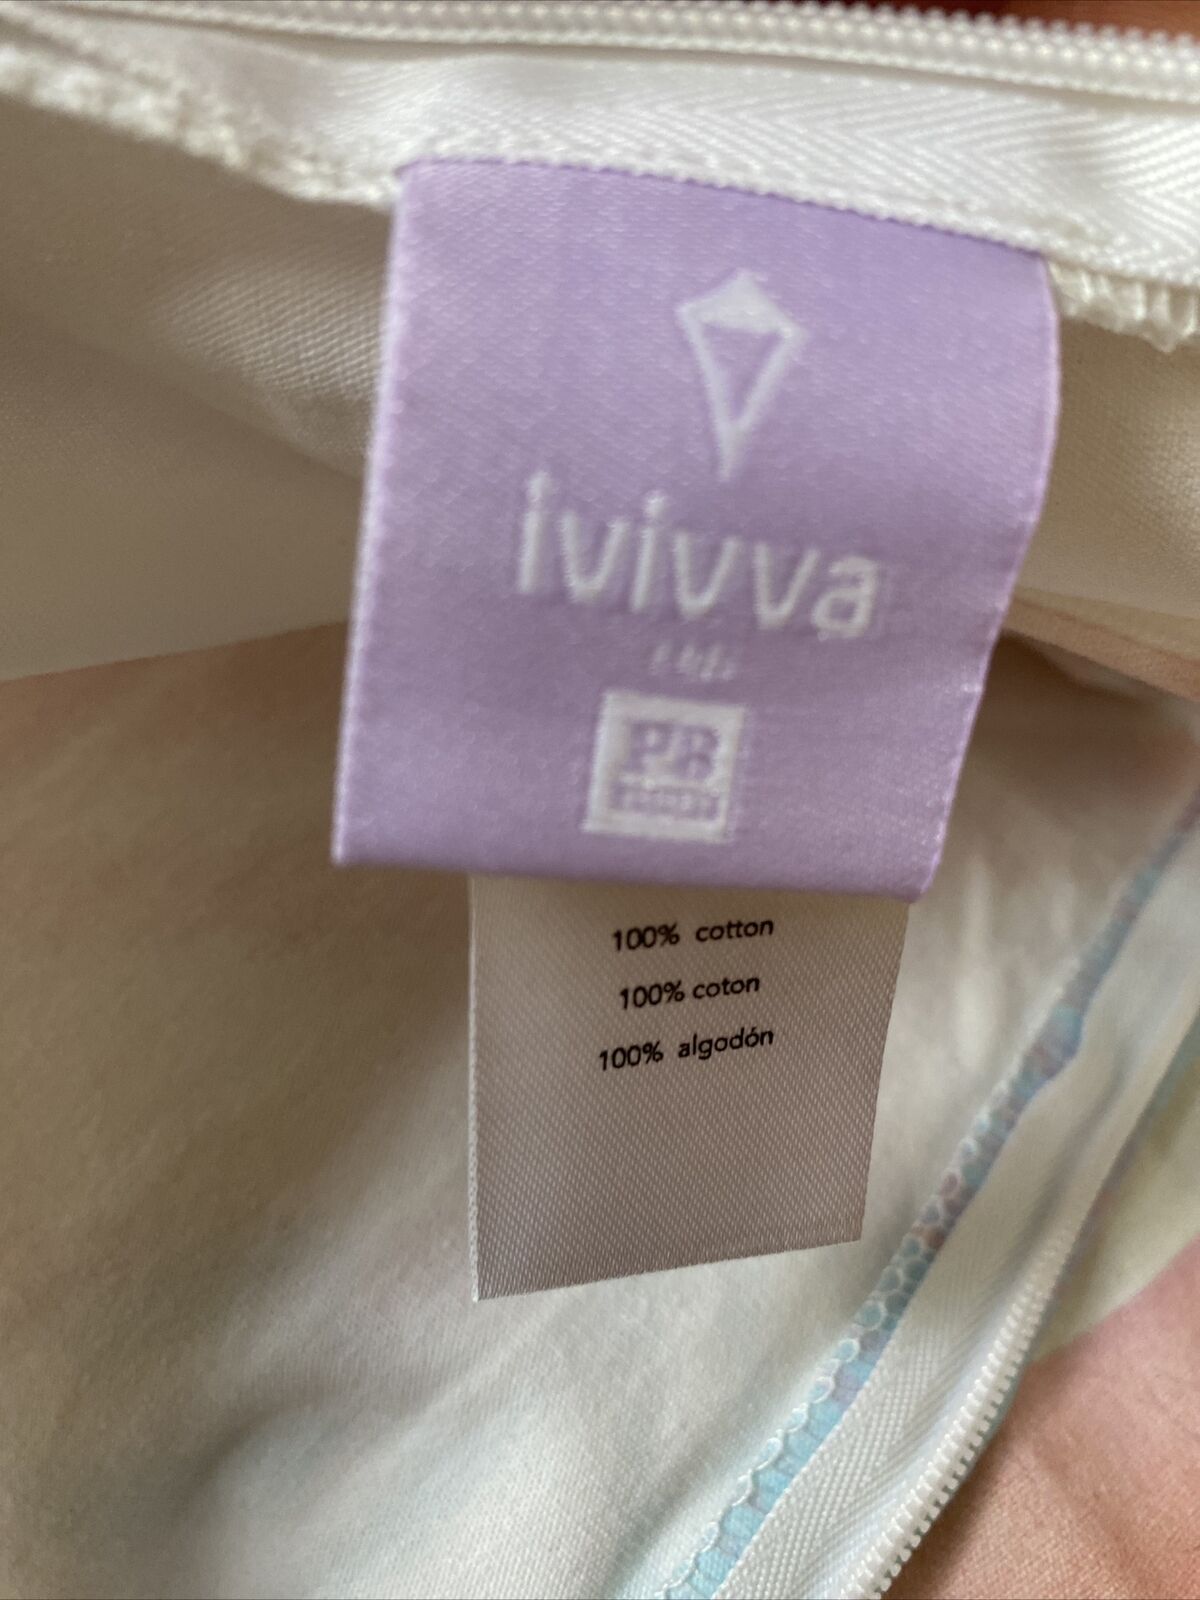 ivivva
PB
100% cotton
100% coton
100% algodón